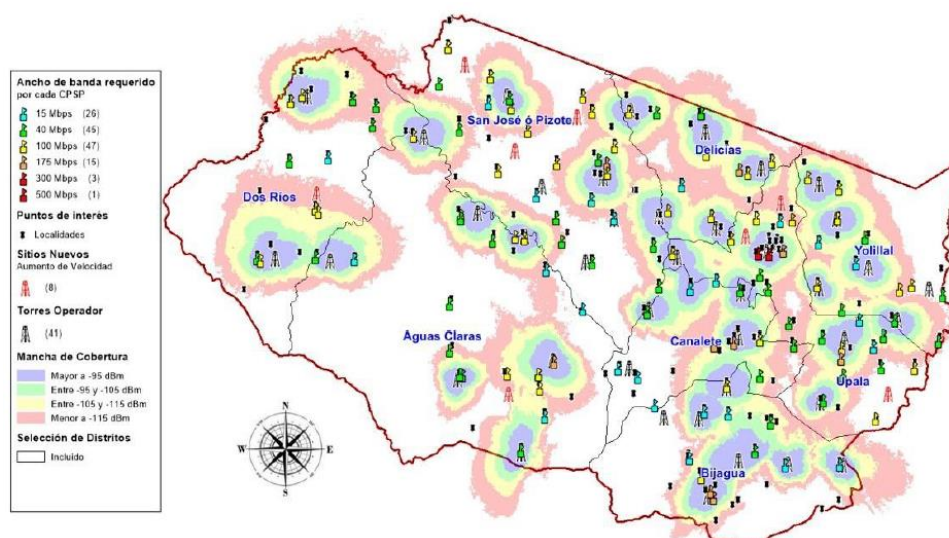 Ancho de banda requerido
por cada CPSP
15 Mbps (26)
40 Mbps (45)
100 Mbps (47)
175 Mbps (15)
300 Mbps (3)
500 Mbps (1)
Puntos de interés
Localidades
Sitios Nuevos
Aumento de Velocidad
(8)
Torres Operador
(41)
Mancha de Cobertura
Mayor a -95 dBm
Entre -95 y -105 dBm
Entre -105 y -115 dBm
Menor a -115 dBm
Selección de Distritos
Incluido
San José ó Pizote
Delicias
Dos Ríos
Yolillal
Aguas Claras
Canalete
Upala
Bijagua
N
W
E
S